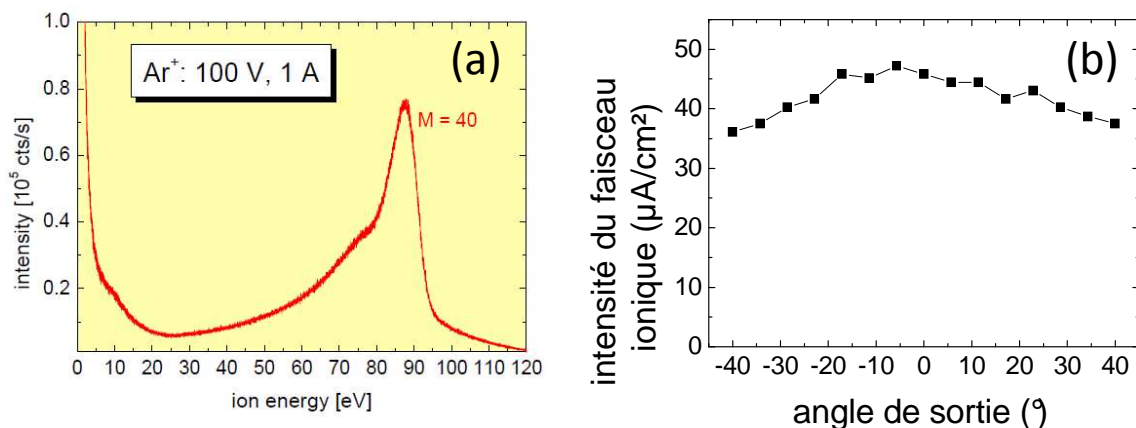 (a)
Ar⁺: 100 V, 1 A
M = 40
intensity [10⁵ cts/s]
1.0
0.8
0.6
0.4
0.2
0 10 20 30 40 50 60 70 80 90 100 110 120
ion energy [eV]
(b)
intensité du faisceau
ionique (µA/cm²)
50
40
30
20
10
0
-40 -30 -20 -10 0 10 20 30 40
angle de sortie (°)